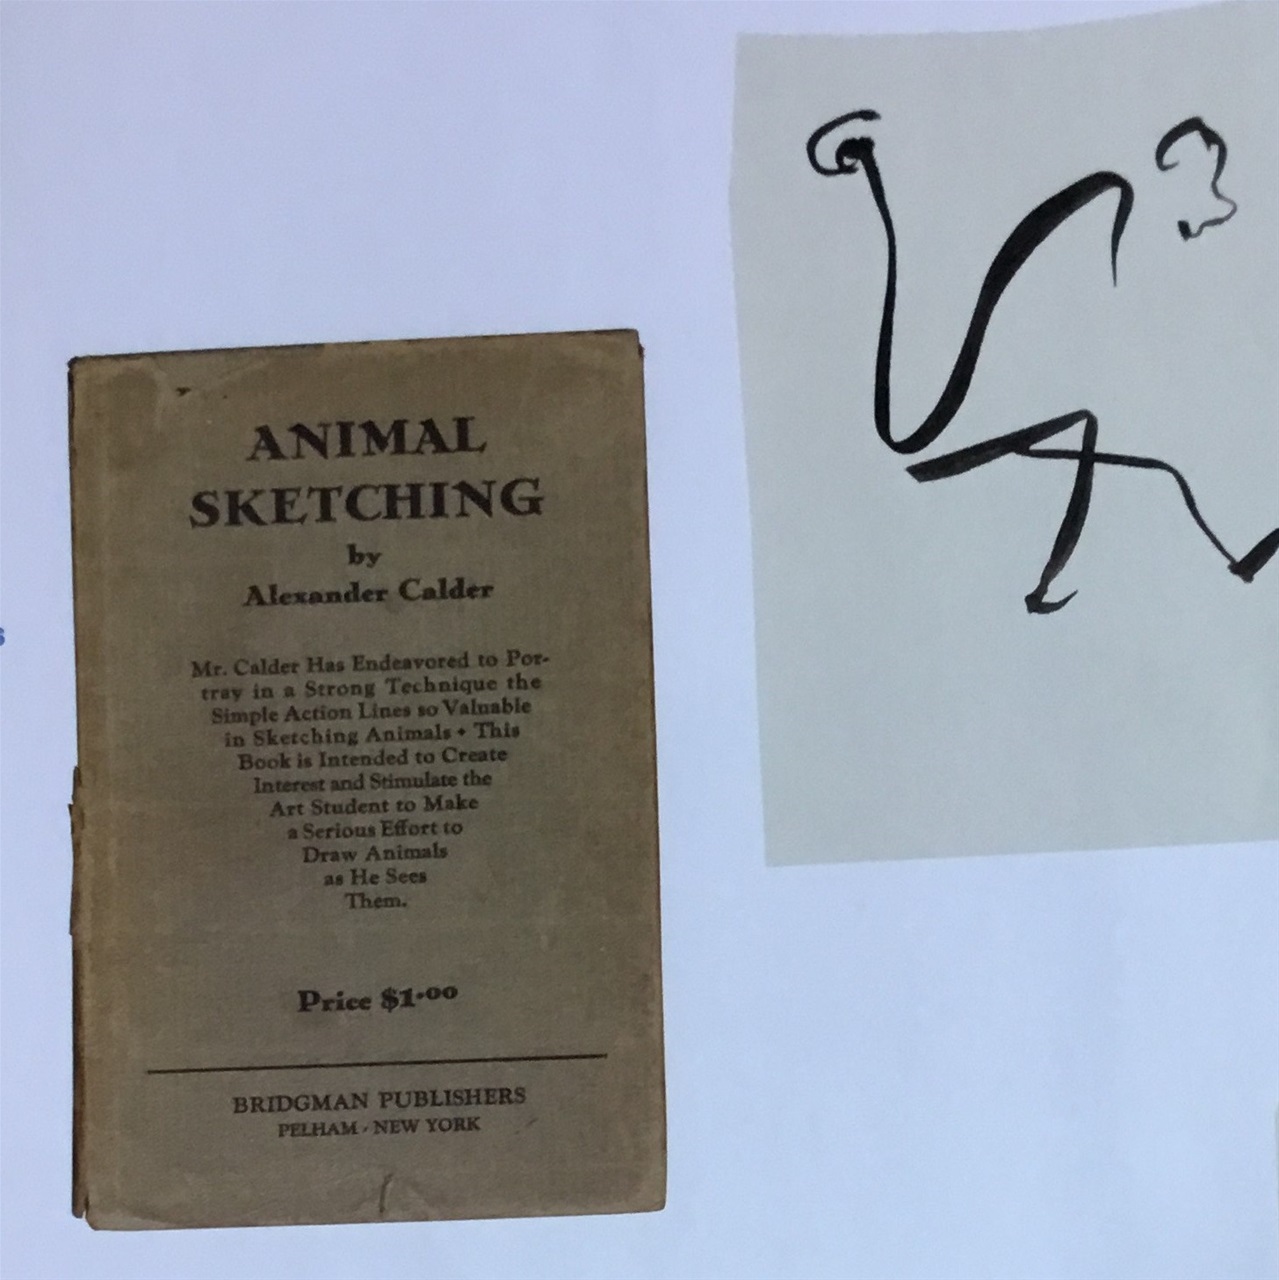 ANIMAL
SKETCHING
by
Alexander Calder
Mr. Calder Has Endeavored to Por-
tray in a Strong Technique the
Simple Action Lines so Valuable
in Sketching Animals • This
Book is Intended to Create
Interest and Stimulate the
Art Student to Make
a Serious Effort to
Draw Animals
as He Sees
Them.
Price $1.00
BRIDGMAN PUBLISHERS
PELHAM, NEW YORK